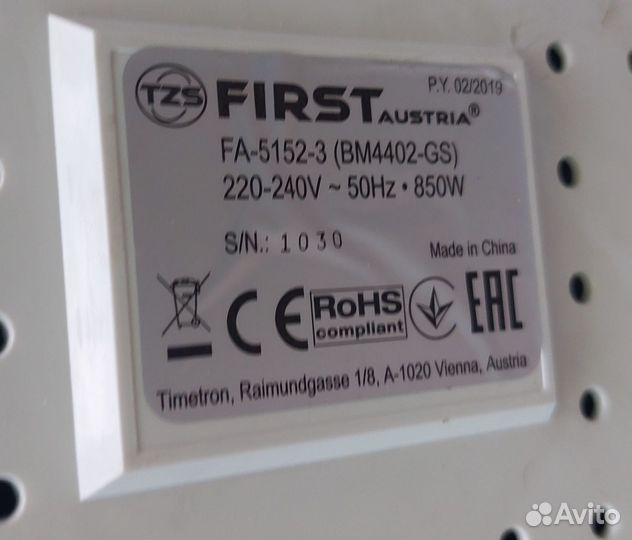 TZS FIRST AUSTRIA® P.Y. 02/2019
FA-5152-3 (BM4402-GS)
220-240V ~ 50Hz • 850W
S/N.: 1030
Made in China
CE RoHS compliant EAC
Timetron, Raimundgasse 1/8, A-1020 Vienna, Austria
Avito